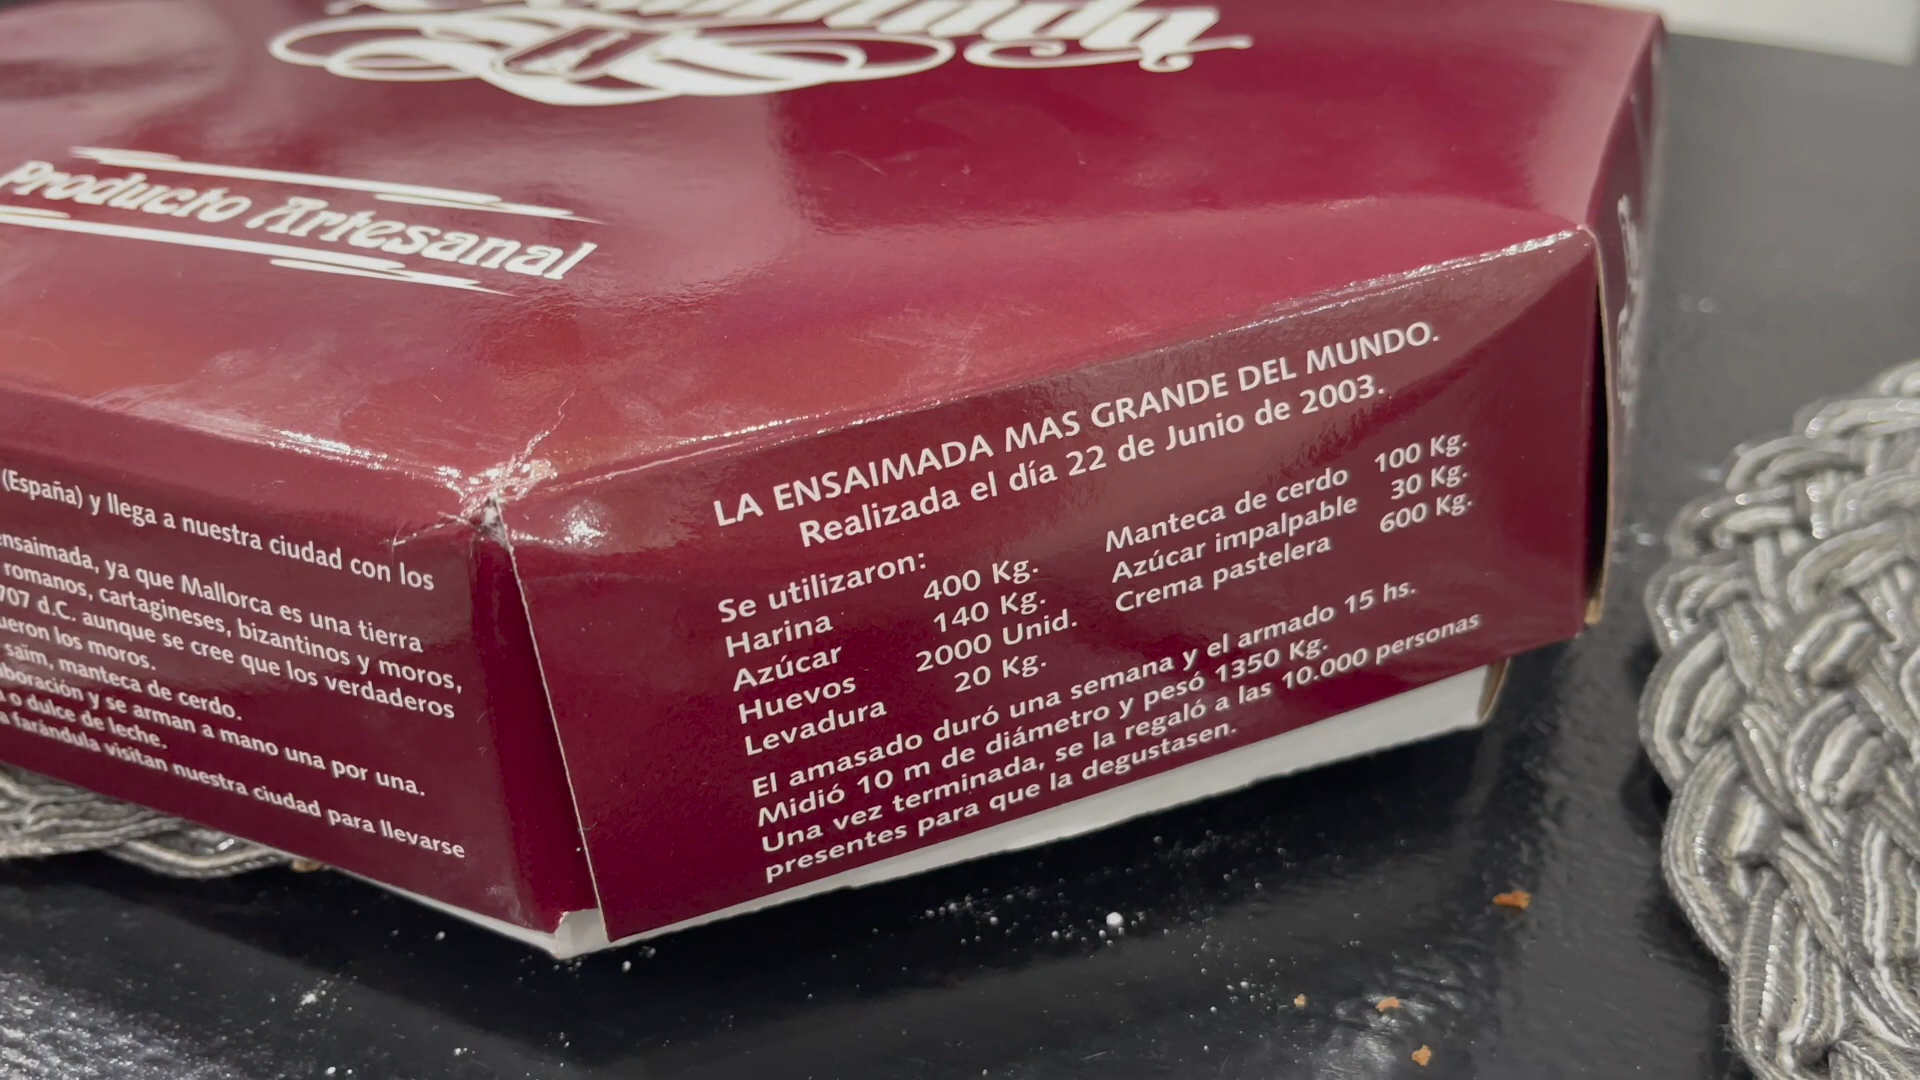 Producto Artesanal
(España) y llega a nuestra ciudad con los
ensaimada, ya que Mallorca es una tierra
romanos, cartagineses, bizantinos y moros,
707 d.C. aunque se cree que los verdaderos
los moros.
saïm, manteca de cerdo.
y se arman a mano una por una.
o dulce de leche.
farándula visitan nuestra ciudad para llevarse
LA ENSAIMADA MAS GRANDE DEL MUNDO.
Realizada el día 22 de Junio de 2003.
Se utilizaron:
Harina 400 Kg.
Azúcar 140 Kg.
Huevos 2000 Unid.
Levadura 20 Kg.
Manteca de cerdo 100 Kg.
Azúcar impalpable 30 Kg.
Crema pastelera 600 Kg.
El amasado duró una semana y el armado 15 hs.
Midió 10 m de diámetro y pesó 1350 Kg.
Una vez terminada, se la regaló a las 10.000 personas
presentes para que la degustasen.